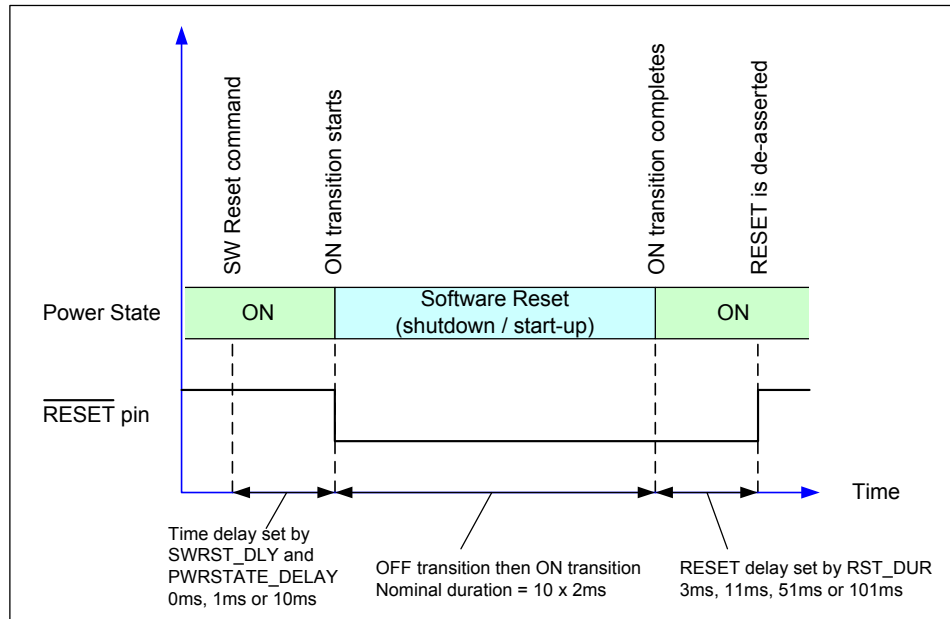 SW Reset command
ON transition starts
ON transition completes
RESET is de-asserted
Power State
ON
Software Reset
(shutdown / start-up)
ON
RESET pin
Time
Time delay set by
SWRST_DLY and
PWRSTATE_DELAY
0ms, 1ms or 10ms
OFF transition then ON transition
Nominal duration = 10 x 2ms
RESET delay set by RST_DUR
3ms, 11ms, 51ms or 101ms